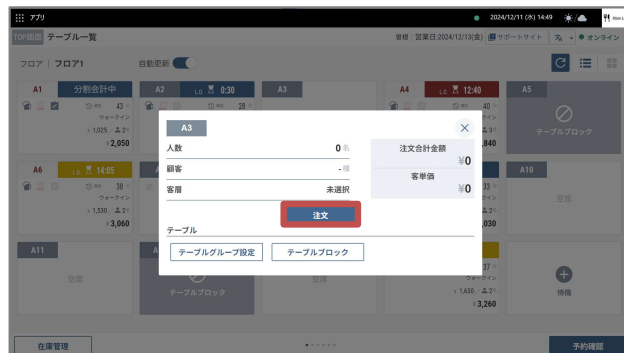 アプリ
2024/12/11 (水) 14:49
TOP画面 テーブル一覧
営業日:2024/12/13(金)
サポートサイト
オンライン
フロア | フロア1
自動更新
A1 分割会計中
43
ウォークイン
¥ 1,025 / 2名
¥2,050
A2 L.O. 0:30
28
A3
A4 L.O. 12:40
40
A5
テーブルブロック
A3
人数 0 名
顧客 - 様
客層 未選択
注文合計金額
¥0
客単価
¥0
注文
テーブル
テーブルグループ設定
テーブルブロック
A6 L.O. 14:05
38
ウォークイン
¥ 1,530 / 2名
¥3,060
33
A10
空席
A11
空席
テーブルブロック
空席
37
ウォークイン
¥ 1,630 / 2名
¥3,260
待機
在庫管理
予約確認